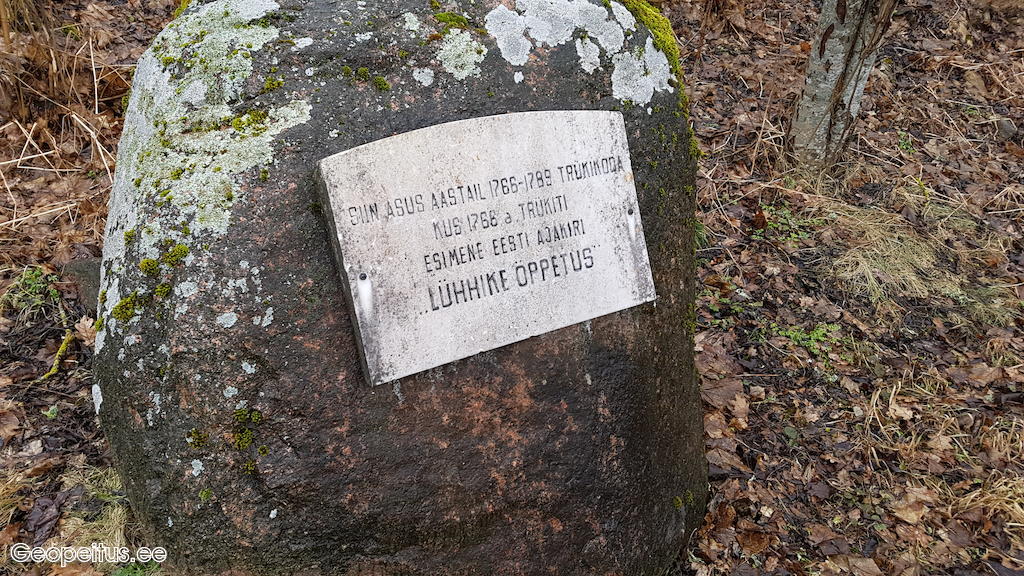 SIIN ASUS AASTAIL 1766-1789 TRÜKIKODA
KUS 1766 a TRÜKITI
ESIMENE EESTI AJAKIRI
„LÜHHIKE ÕPPETUS"
Geopeitus.ee